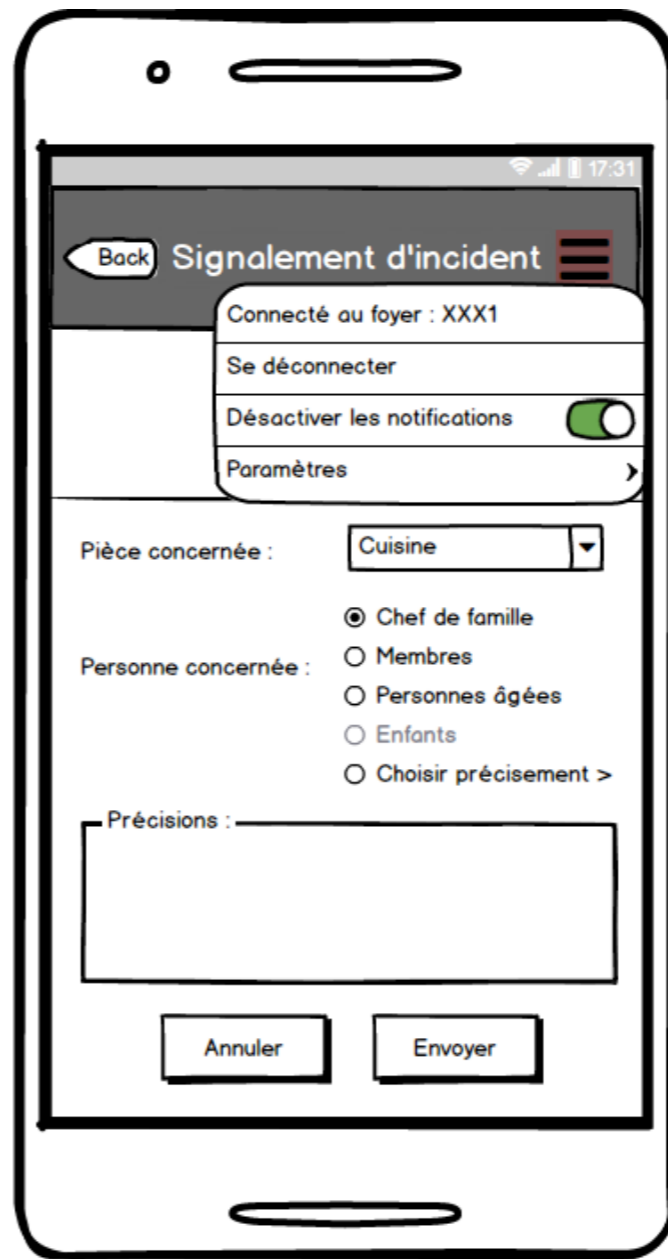 17:31
Back
Signalement d'incident
Connecté au foyer : XXX1
Se déconnecter
Désactiver les notifications
Paramètres
Pièce concernée :
Cuisine
Personne concernée :
Chef de famille
Membres
Personnes âgées
Enfants
Choisir précisement >
Précisions :
Annuler
Envoyer